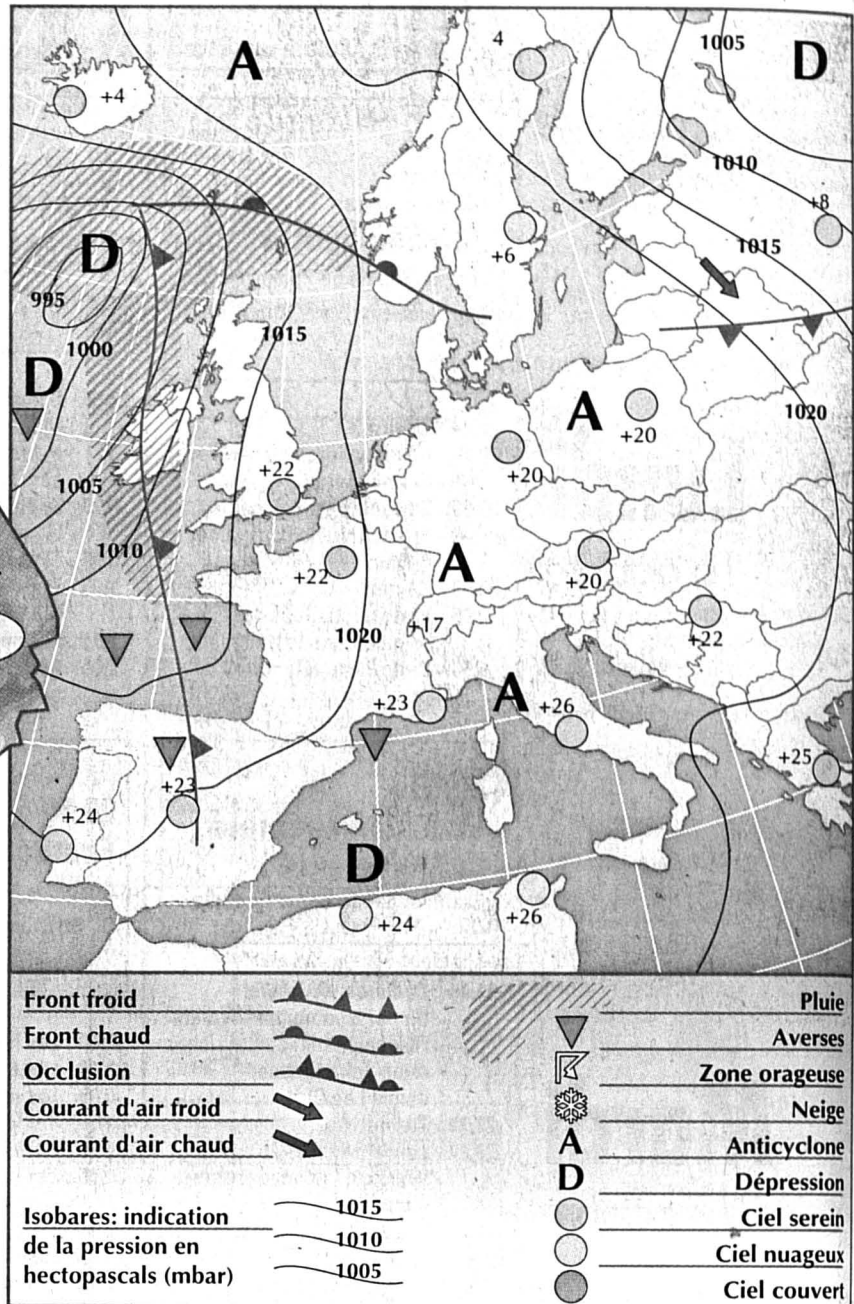 A
4
1005
D
+4
1010
+8
+6
1015
D
995
1015
1000
D
A
1020
+20
+20
+22
1005
1010
+22
A
+20
+17
1020
+22
+23
A
+26
+23
+25
+24
D
+24
+26
Front froid
Front chaud
Occlusion
Courant d'air froid
Courant d'air chaud
Isobares: indication
de la pression en
hectopascals (mbar)
1015
1010
1005
Pluie
Averses
Zone orageuse
Neige
A Anticyclone
D Dépression
Ciel serein
Ciel nuageux
Ciel couvert